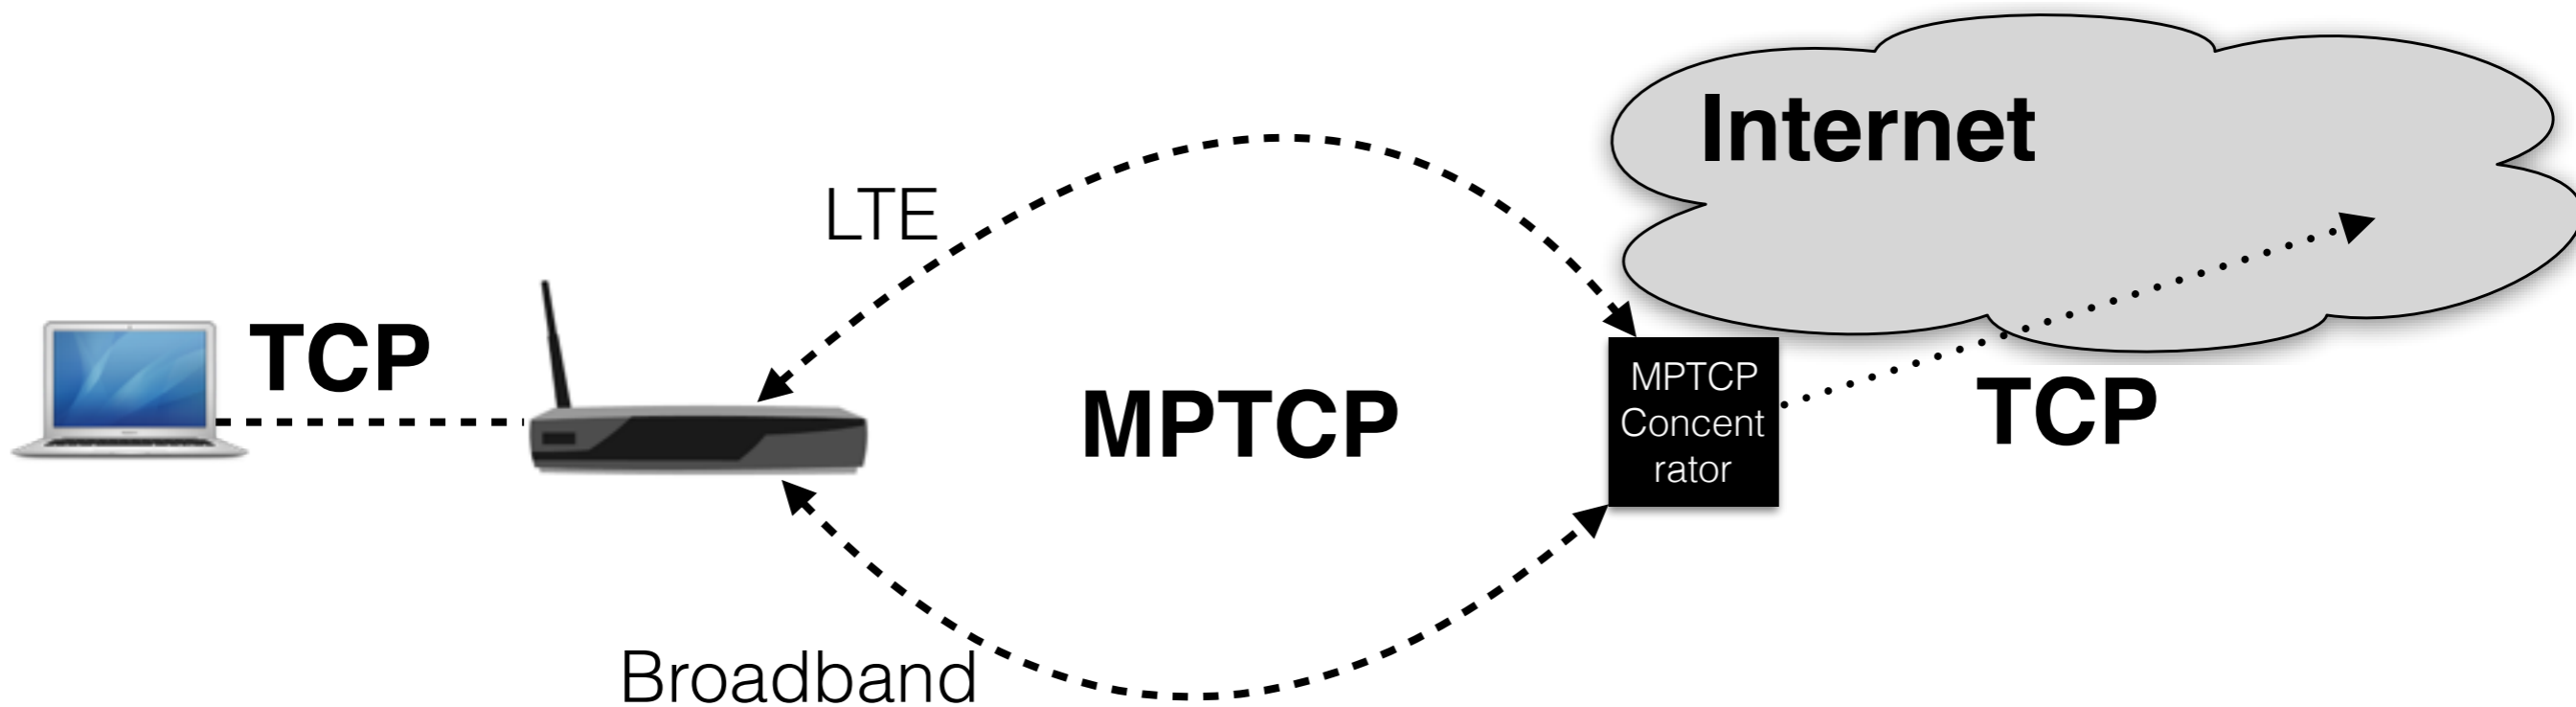 Internet
LTE
TCP
MPTCP
MPTCP
Concent
rator
TCP
Broadband